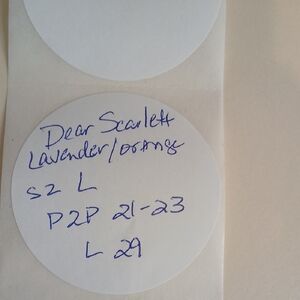 Dear Scarlett
Lavender/orange
SZ L
P2P 21-23
L 29